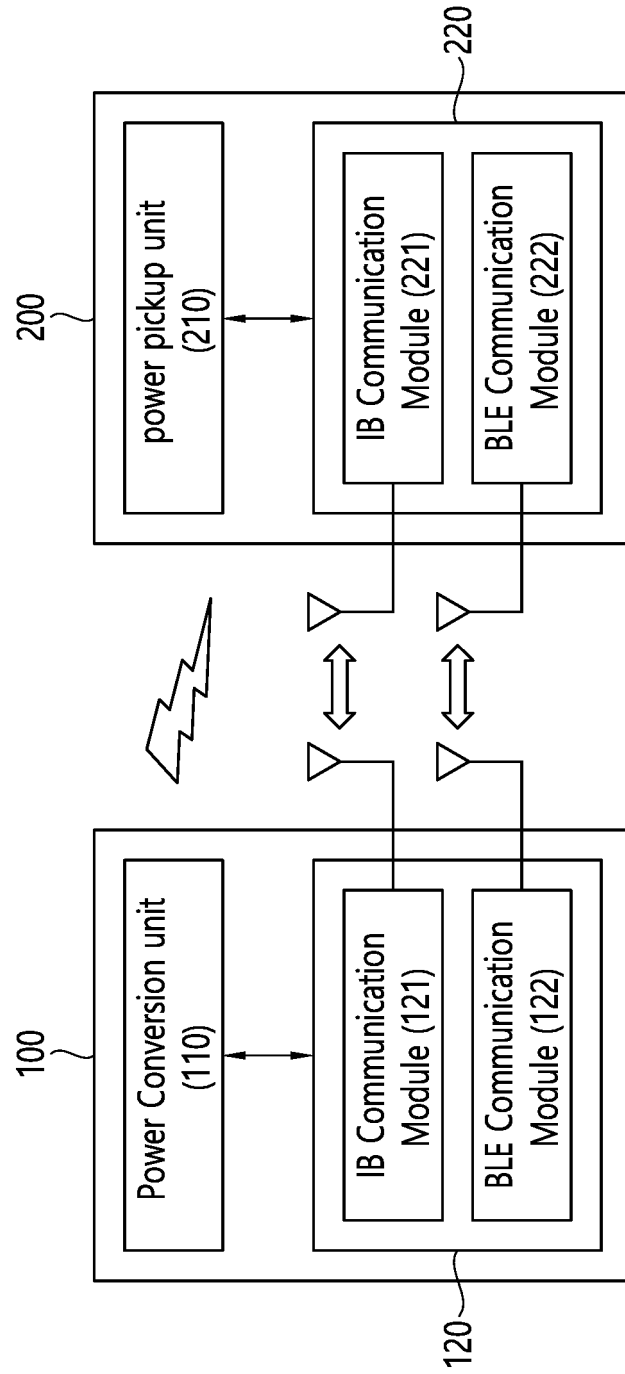 100
Power Conversion unit
(110)
IB Communication
Module (121)
BLE Communication
Module (122)
120
200
power pickup unit
(210)
IB Communication
Module (221)
BLE Communication
Module (222)
220